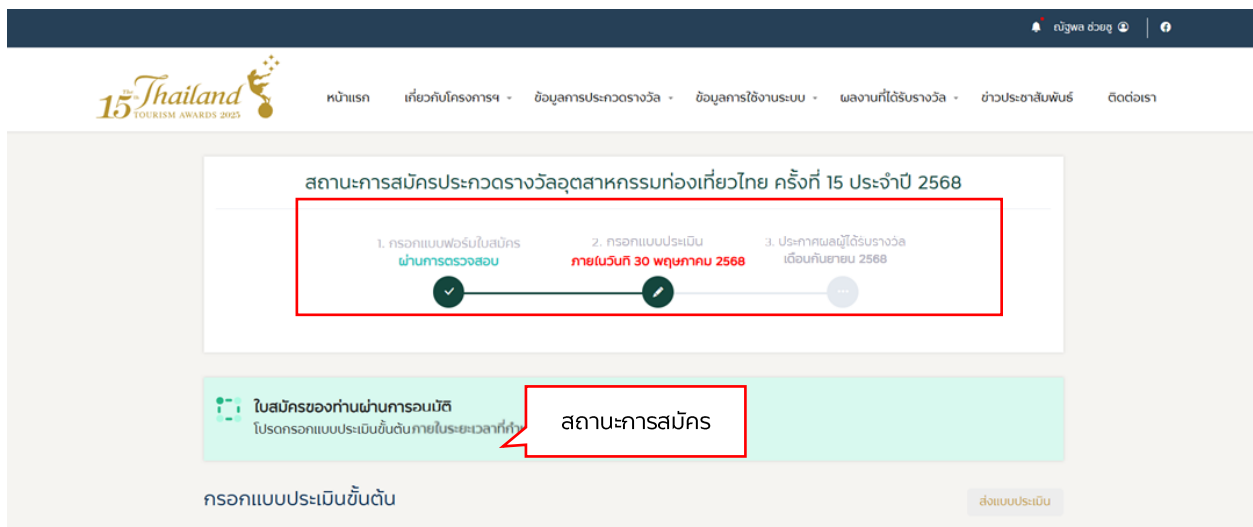 ณัฐพล ช่วยชู
The 15th Thailand
TOURISM AWARDS 2025
หน้าแรก เกี่ยวกับโครงการฯ ข้อมูลการประกวดรางวัล ข้อมูลการใช้งานระบบ ผลงานที่ได้รับรางวัล ข่าวประชาสัมพันธ์ ติดต่อเรา
สถานะการสมัครประกวดรางวัลอุตสาหกรรมท่องเที่ยวไทย ครั้งที่ 15 ประจำปี 2568
1. กรอกแบบฟอร์มใบสมัคร 2. กรอกแบบประเมิน 3. ประกาศผลผู้ได้รับรางวัล
ผ่านการตรวจสอบ ภายในวันที่ 30 พฤษภาคม 2568 เดือนกันยายน 2568
ใบสมัครของท่านผ่านการอนุมัติ
โปรดกรอกแบบประเมินขั้นต้นภายในระยะเวลาที่
สถานะการสมัคร
กรอกแบบประเมินขั้นต้น ส่งแบบประเมิน